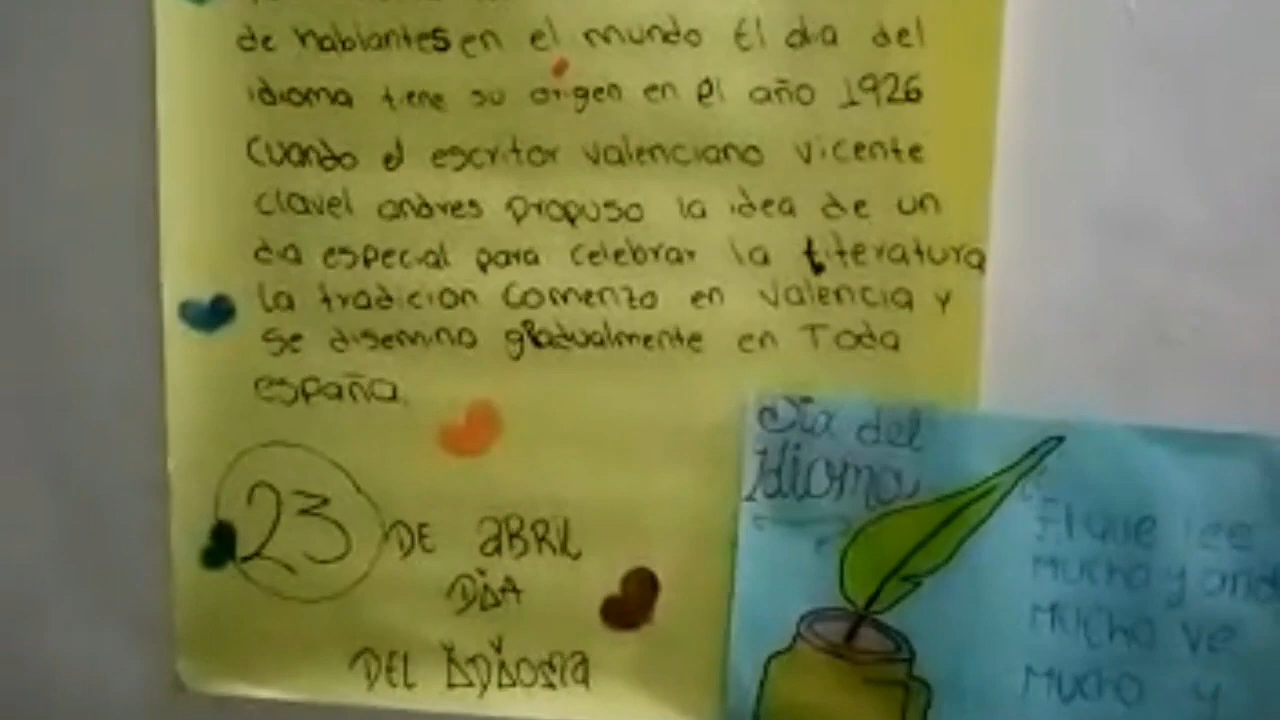 de hablantes en el mundo El dia del
idioma tiene su origen en el año 1926
Cuando el escritor valenciano vicente
clavel andres propuso la idea de un
dia especial para celebrar la literatura
La tradicion comenzo en valencia y
se disemino gradualmente en Toda
españa.
23 DE aBRIL
DiA
DEL iDioma
Dia del
Idioma
El que lee
mucho y and
mucho ve
mucho y